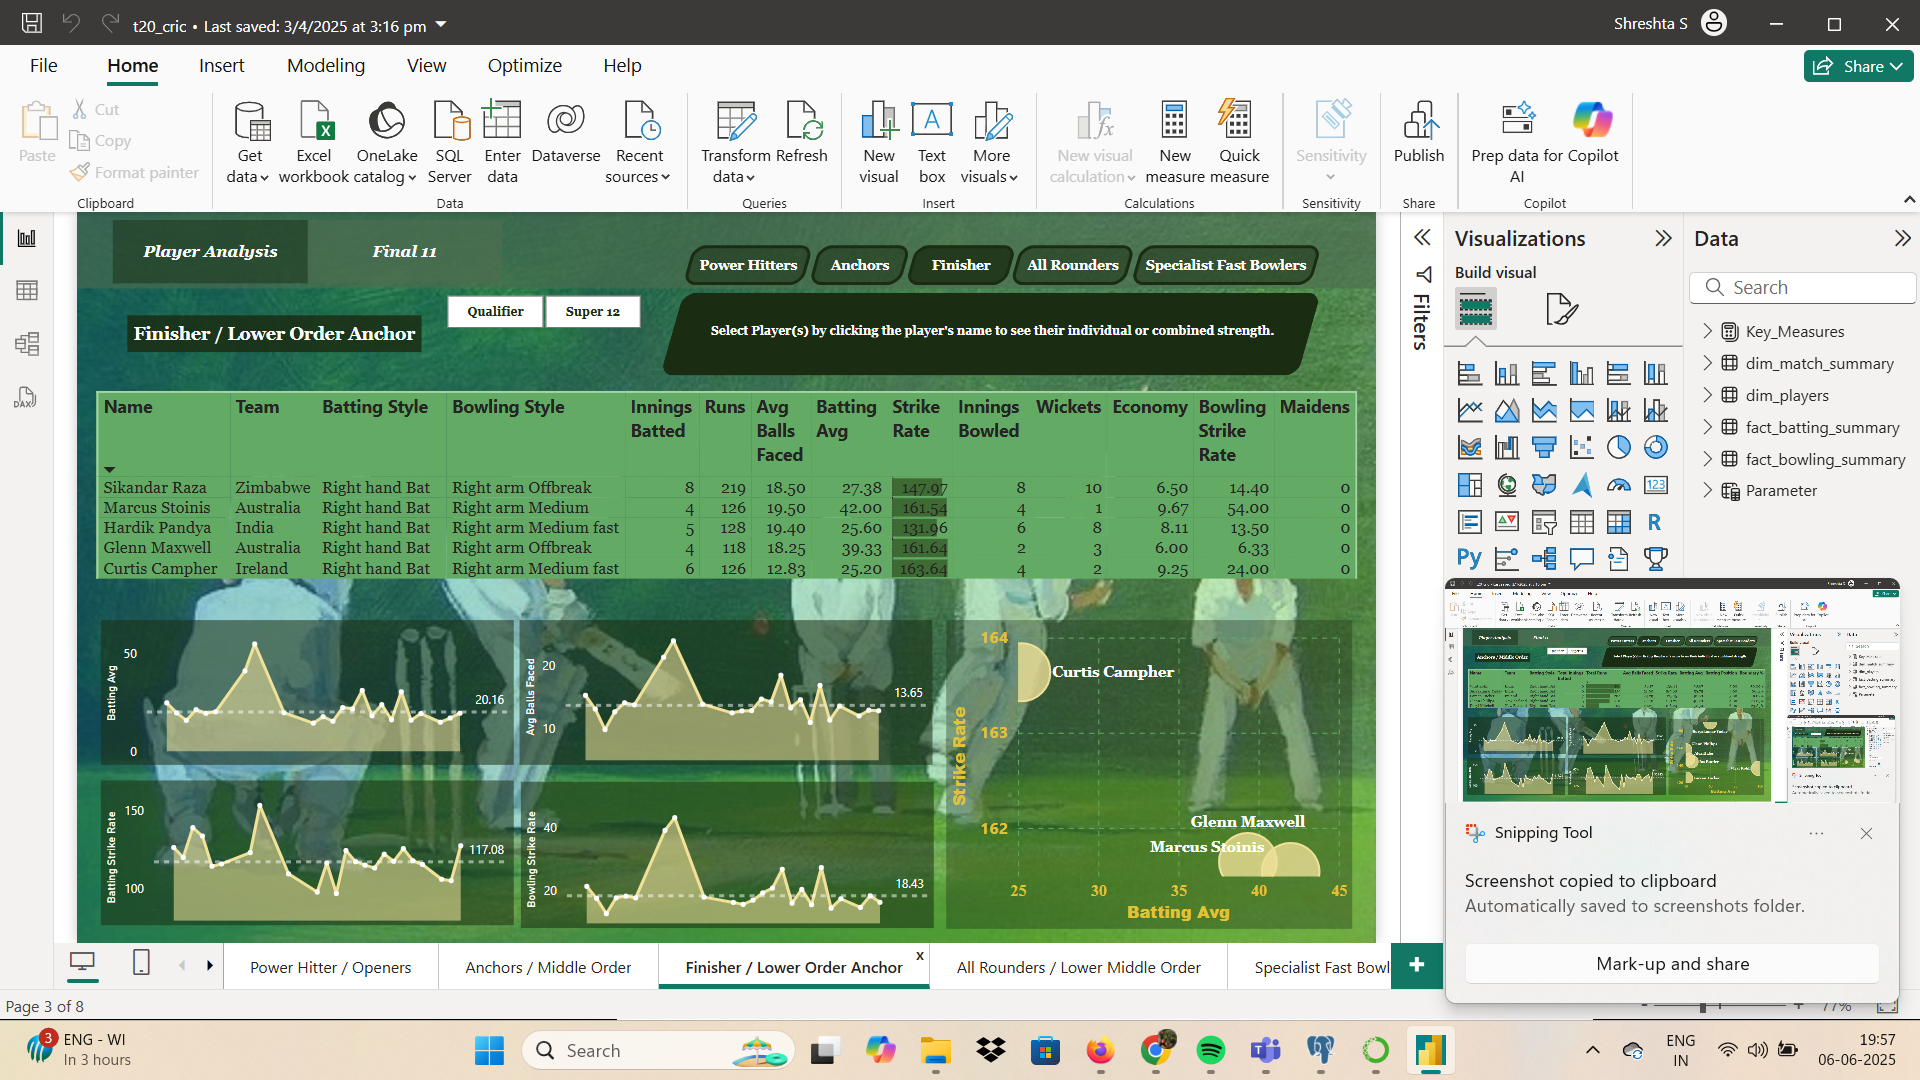 t20_cric • Last saved: 3/4/2025 at 3:16 pm
Shreshta S
File Home Insert Modeling View Optimize Help
Share
Paste
Cut
Copy
Format painter
Clipboard
Get data
Excel workbook
OneLake catalog
SQL Server
Enter data
Dataverse
Recent sources
Data
Transform data
Refresh
Queries
New visual
Text box
More visuals
Insert
New visual calculation
New measure
Quick measure
Calculations
Sensitivity
Sensitivity
Publish
Share
Prep data for AI
Copilot
Copilot
Player Analysis
Final 11
Power Hitters
Anchors
Finisher
All Rounders
Specialist Fast Bowlers
Finisher / Lower Order Anchor
Qualifier
Super 12
Select Player(s) by clicking the player's name to see their individual or combined strength.
Name Team Batting Style Bowling Style Innings Batted Runs Avg Balls Faced Batting Avg Strike Rate Innings Bowled Wickets Economy Bowling Strike Rate Maidens
Sikandar Raza Zimbabwe Right hand Bat Right arm Offbreak 8 219 18.50 27.38 147.97 8 10 6.50 14.40 0
Marcus Stoinis Australia Right hand Bat Right arm Medium 4 126 19.50 42.00 161.54 4 1 9.67 54.00 0
Hardik Pandya India Right hand Bat Right arm Medium fast 5 128 19.40 25.60 131.96 6 8 8.11 13.50 0
Glenn Maxwell Australia Right hand Bat Right arm Offbreak 4 118 18.25 39.33 161.64 2 3 6.00 6.33 0
Curtis Campher Ireland Right hand Bat Right arm Medium fast 6 126 12.83 25.20 163.64 4 2 9.25 24.00 0
Batting Avg
50
0
20.16
Avg Balls Faced
20
10
13.65
Batting Strike Rate
150
100
117.08
Bowling Strike Rate
40
20
18.43
Strike Rate
164
163
162
Curtis Campher
Glenn Maxwell
Marcus Stoinis
25 30 35 40 45
Batting Avg
Filters
Visualizations
Build visual
R
Py
123
Data
Search
Key_Measures
dim_match_summary
dim_players
fact_batting_summary
fact_bowling_summary
Parameter
DAX
Snipping Tool
Screenshot copied to clipboard
Automatically saved to screenshots folder.
Mark-up and share
Power Hitter / Openers
Anchors / Middle Order
Finisher / Lower Order Anchor
x
All Rounders / Lower Middle Order
Specialist Fast Bowl
+
Page 3 of 8
77%
3
ENG - WI
In 3 hours
Search
ENG
IN
19:57
06-06-2025